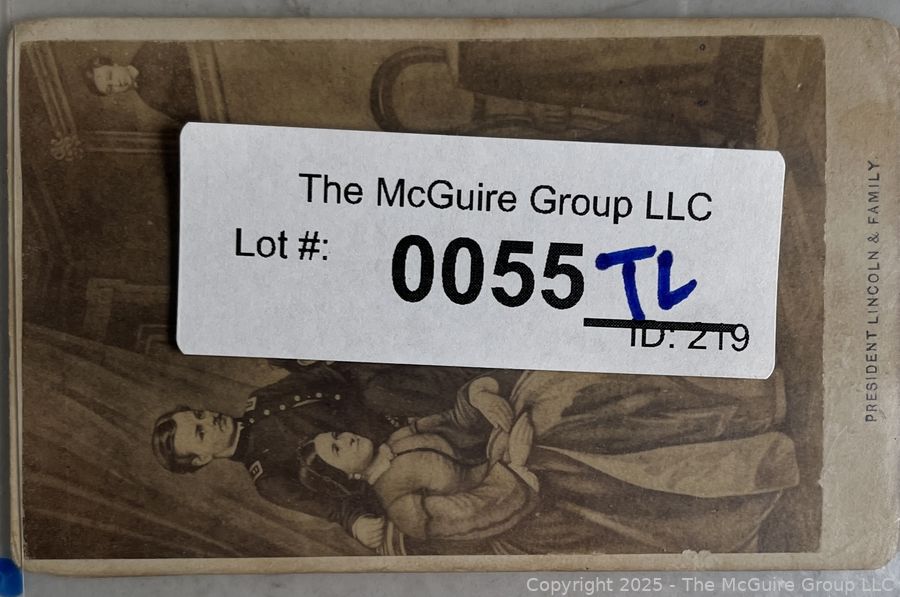 The McGuire Group LLC
Lot #: 0055 TL
ID: 219
PRESIDENT LINCOLN & FAMILY
Copyright 2025 - The McGuire Group LLC